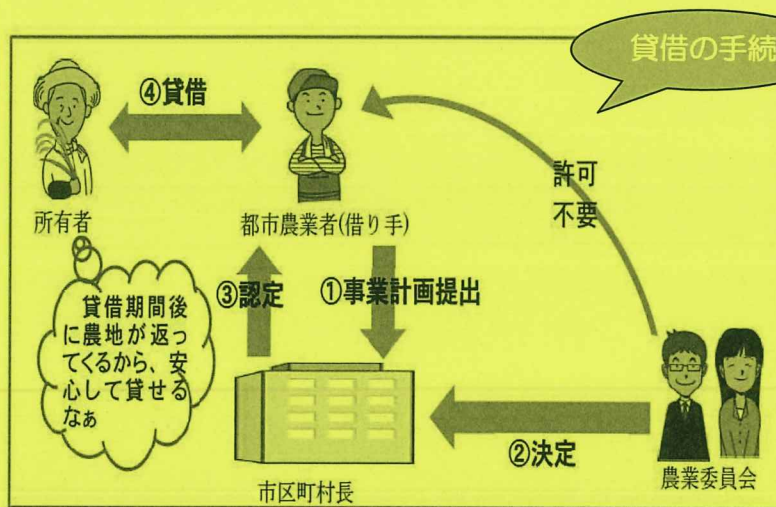 貸借の手続
④貸借
許可
不要
所有者
都市農業者(借り手)
③認定
①事業計画提出
貸借期間後
に農地が返っ
てくるから、安
心して貸せる
なぁ
②決定
農業委員会
市区町村長